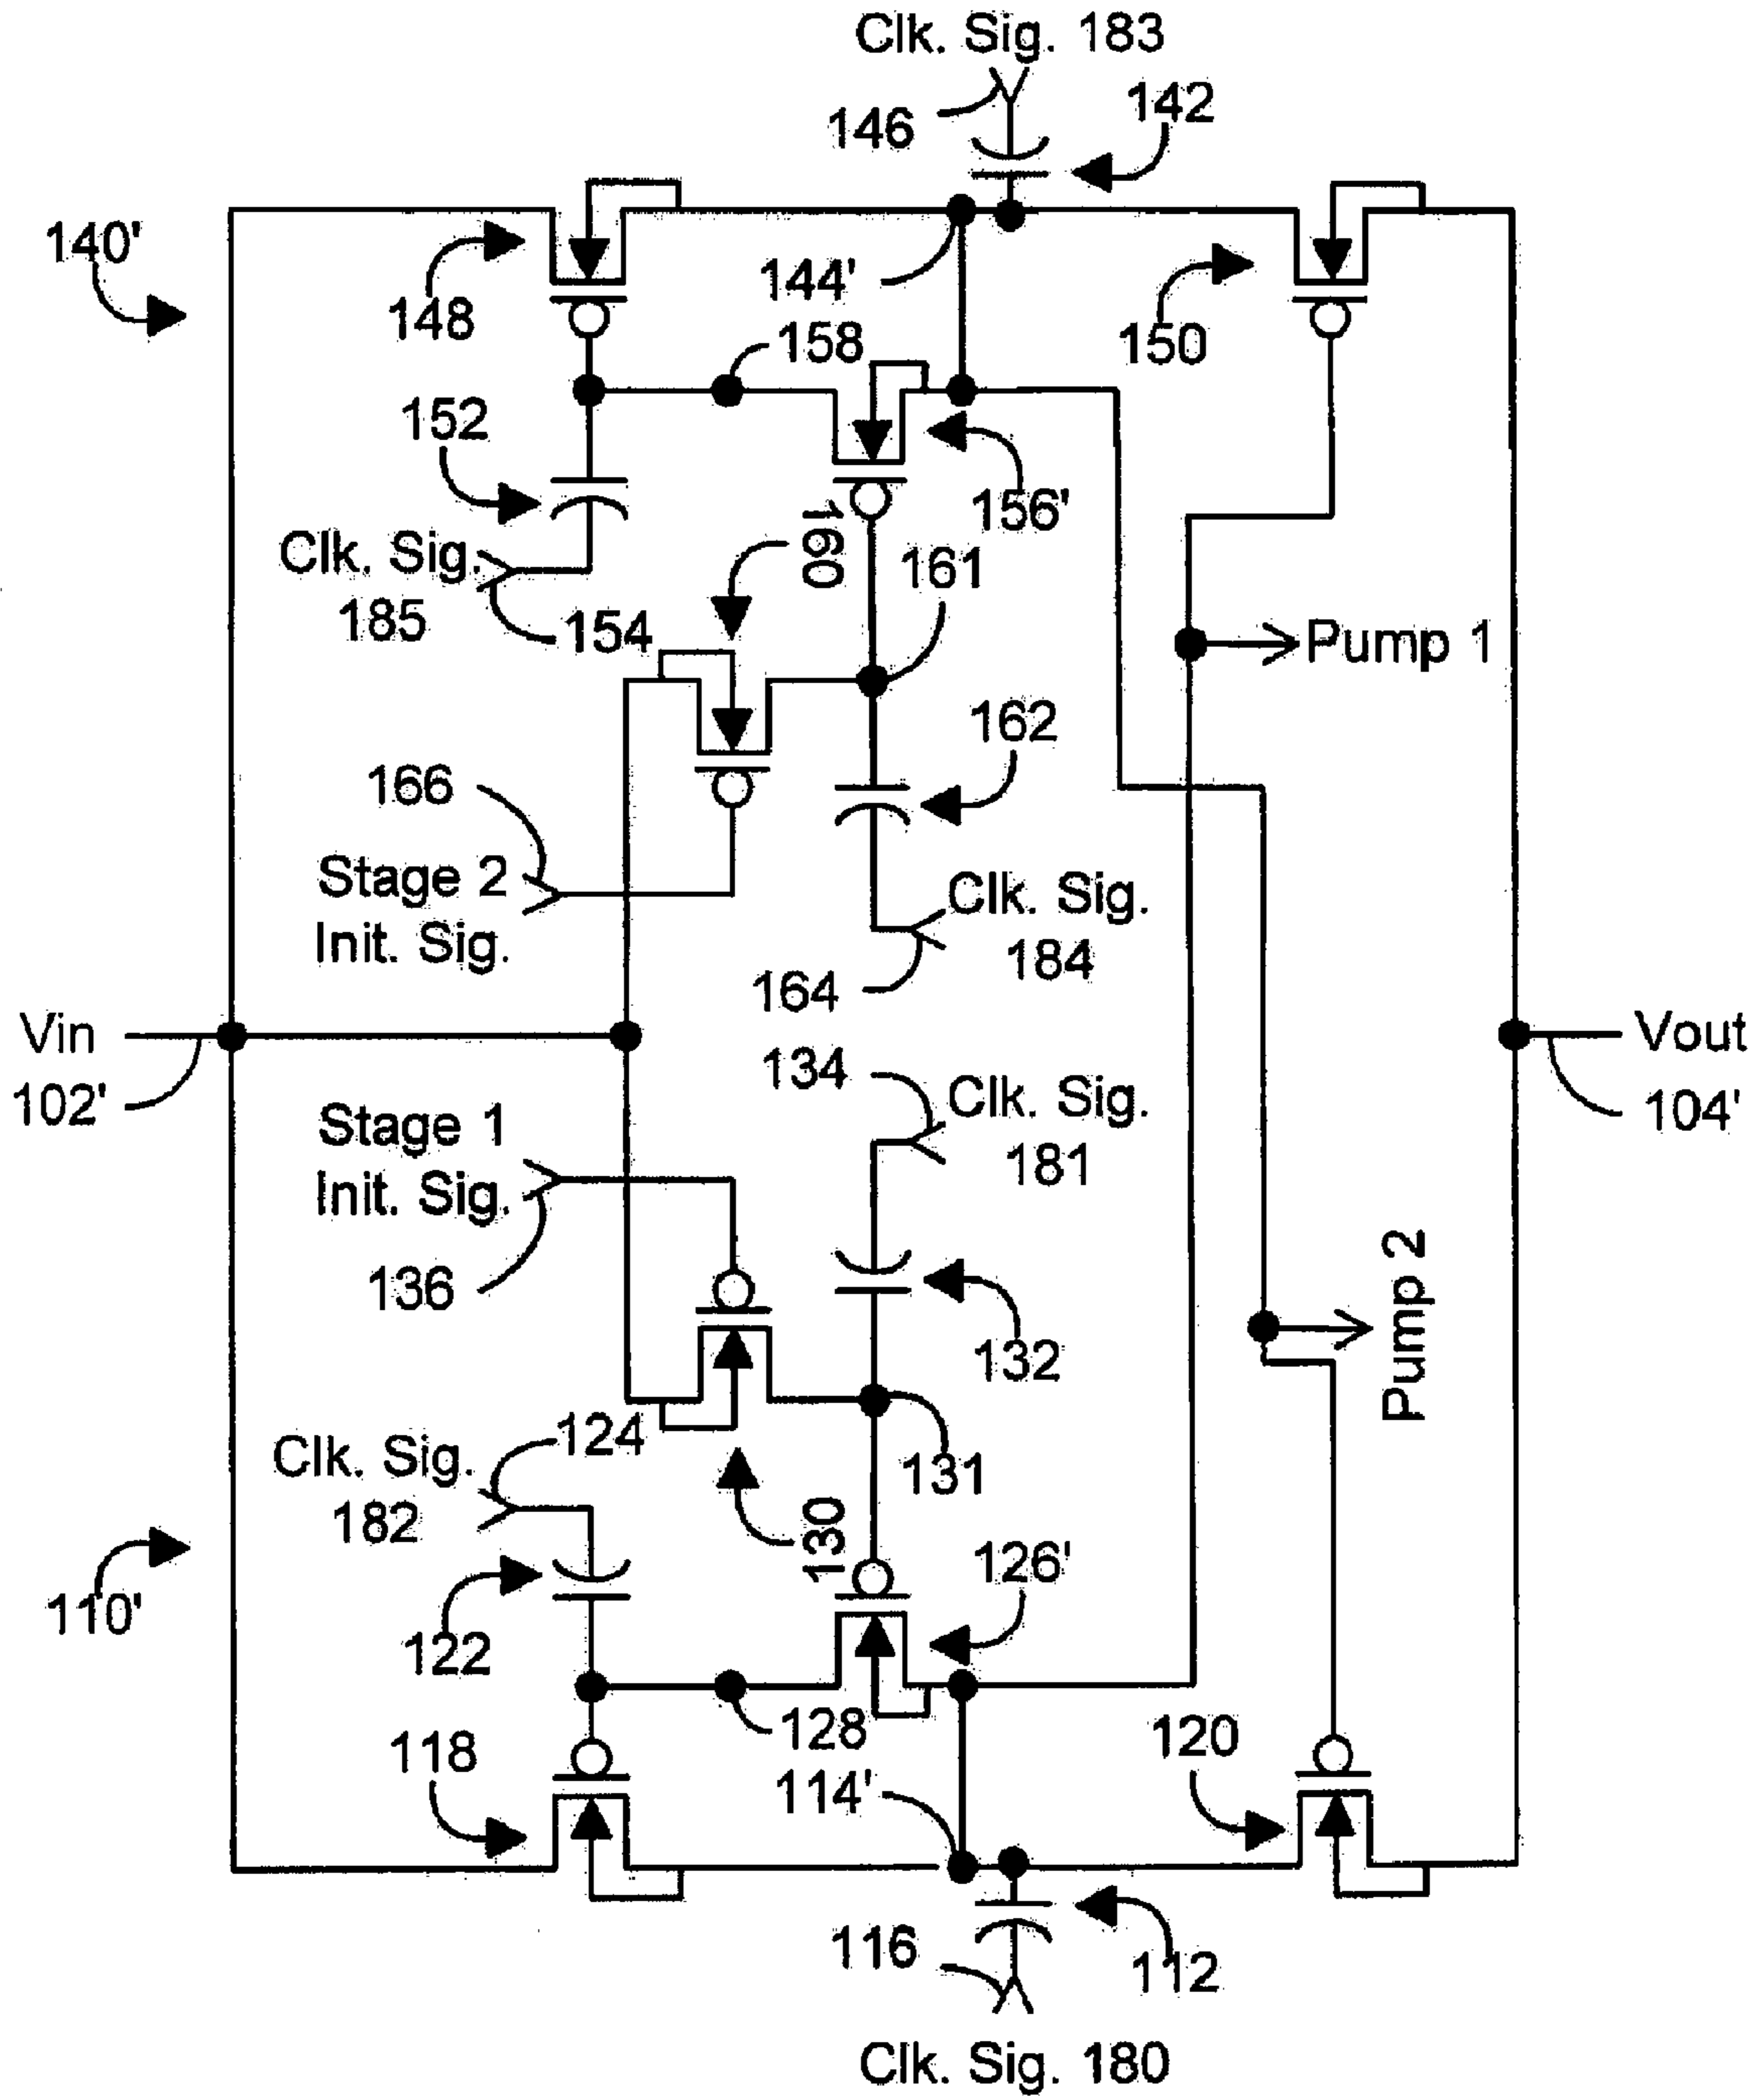 Clk. Sig. 183
146
142
140'
148
144'
150
158
152
156'
160
161
Clk. Sig.
185
154
Pump 1
162
166
Stage 2
Init. Sig.
Clk. Sig.
184
164
Vin
102'
Vout
104'
134
Clk. Sig.
181
Stage 1
Init. Sig.
136
132
Pump 2
124
Clk. Sig.
182
131
130
126'
110'
122
128
118
120
114'
116
112
Clk. Sig. 180